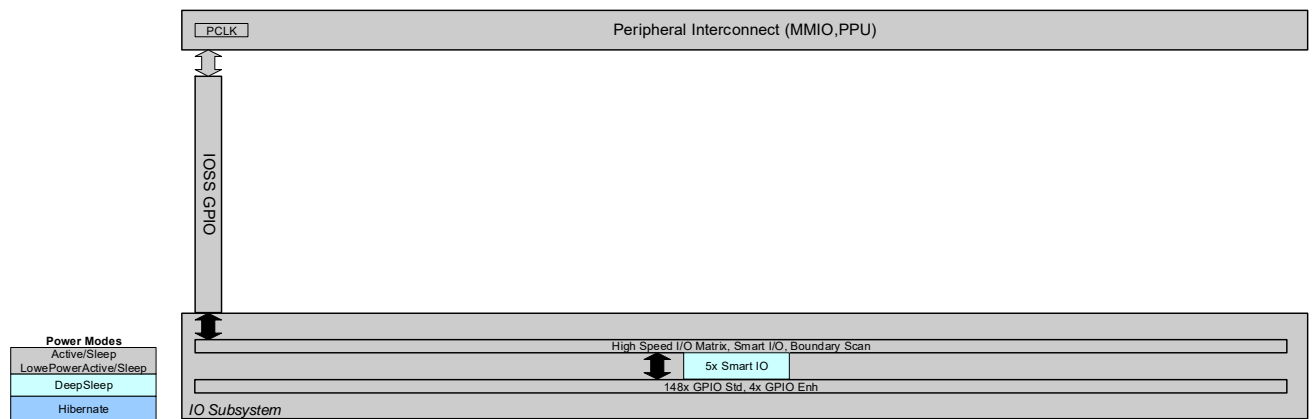 PCLK
Peripheral Interconnect (MMIO,PPU)
IOSS GPIO
Power Modes
Active/Sleep
LowePowerActive/Sleep
DeepSleep
Hibernate
High Speed I/O Matrix, Smart I/O, Boundary Scan
5x Smart IO
148x GPIO Std, 4x GPIO Enh
IO Subsystem